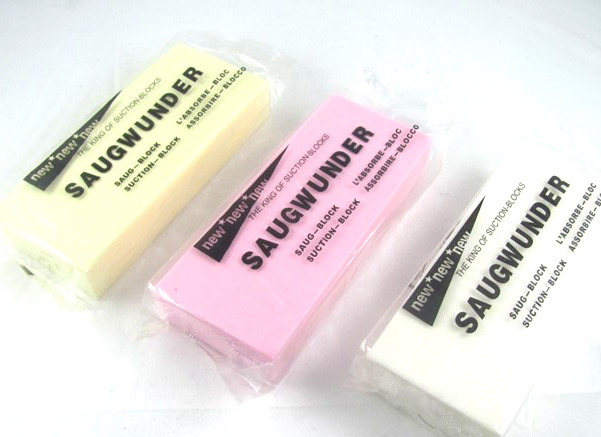 new*new*new
THE KING OF SUCTION-BLOCKS
SAUGWUNDER
SAUG-BLOCK
SUCTION-BLOCK
L'ABSORBE-BLOC
ASSORBIRE-BLOCCO
new*new*new
THE KING OF SUCTION-BLOCKS
SAUGWUNDER
SAUG-BLOCK
SUCTION-BLOCK
L'ABSORBE-BLOC
ASSORBIRE-BLOCCO
new*new*new
THE KING OF SUCTION-BLOCKS
SAUGWUNDER
SAUG-BLOCK
SUCTION-BLOCK
L'ABSORBE-BLOC
ASSORBIRE-BLOC